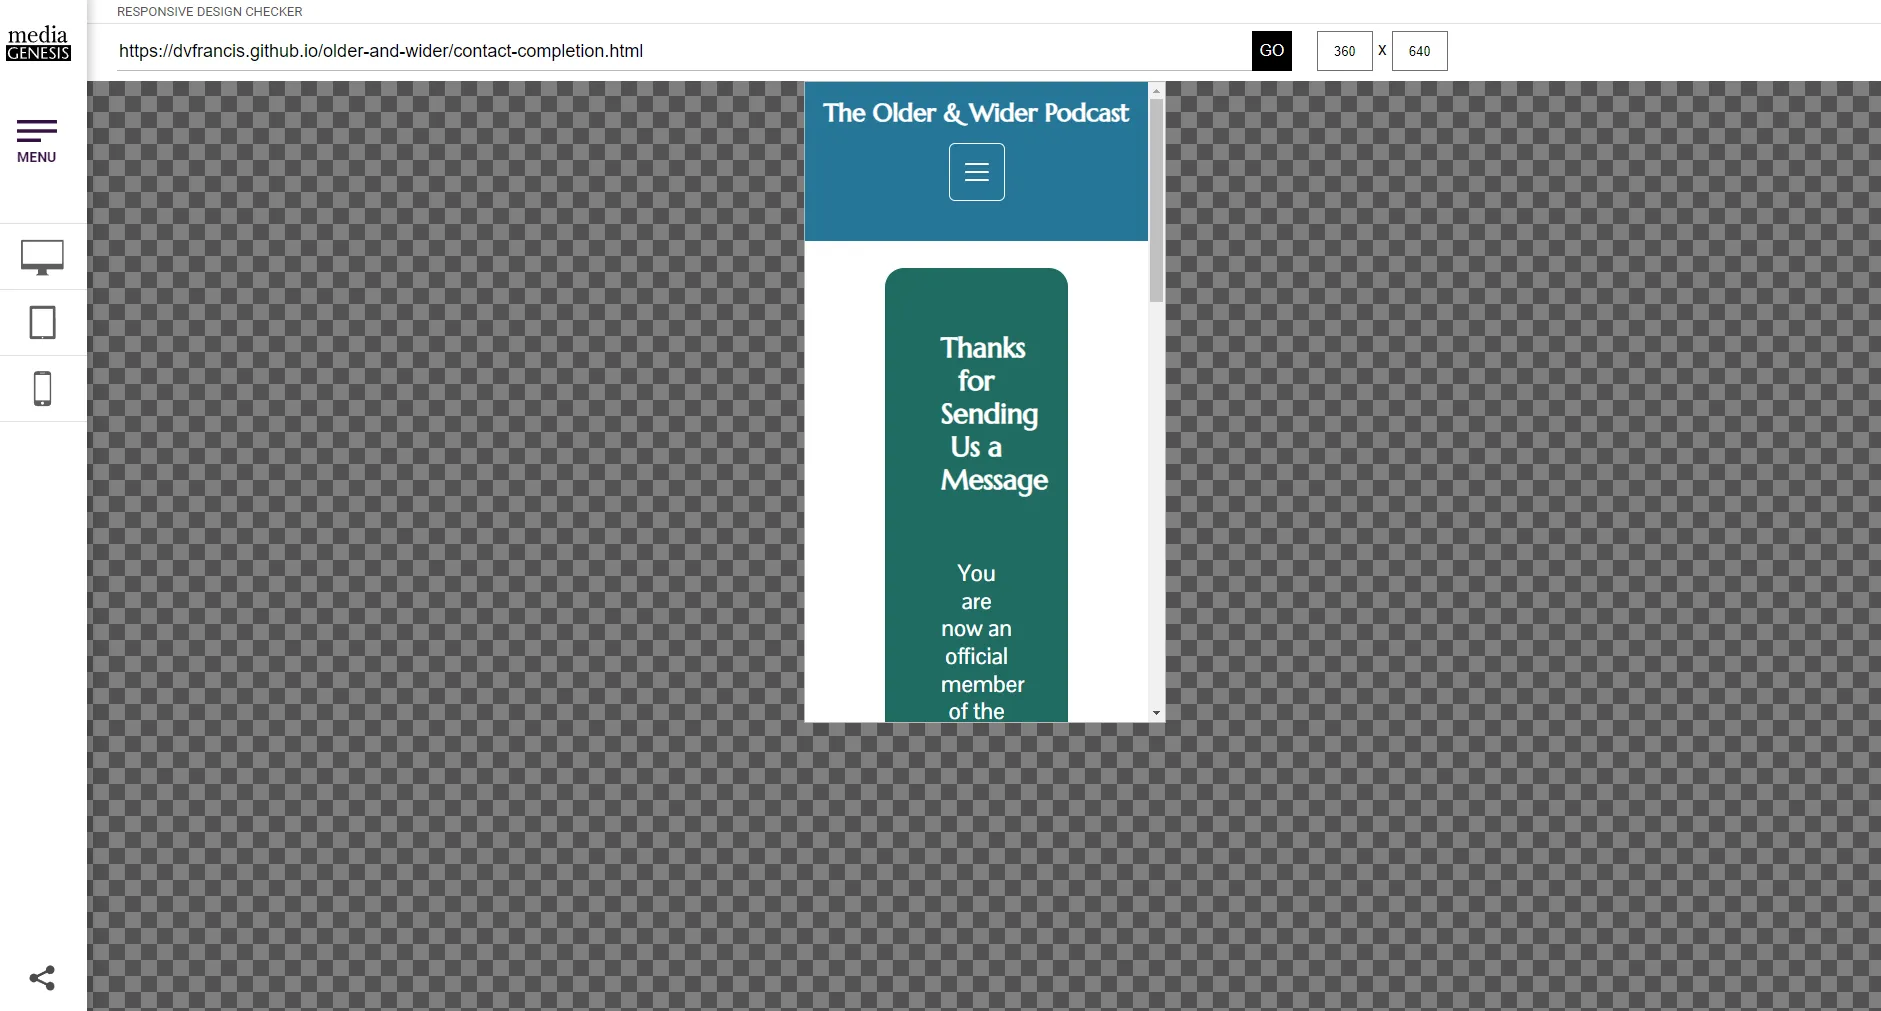 RESPONSIVE DESIGN CHECKER
media
GENESIS
https://dvfrancis.github.io/older-and-wider/contact-completion.html
GO
360
X
640
MENU
The Older & Wider Podcast
Thanks
for
Sending
Us a
Message
You
are
now an
official
member
of the